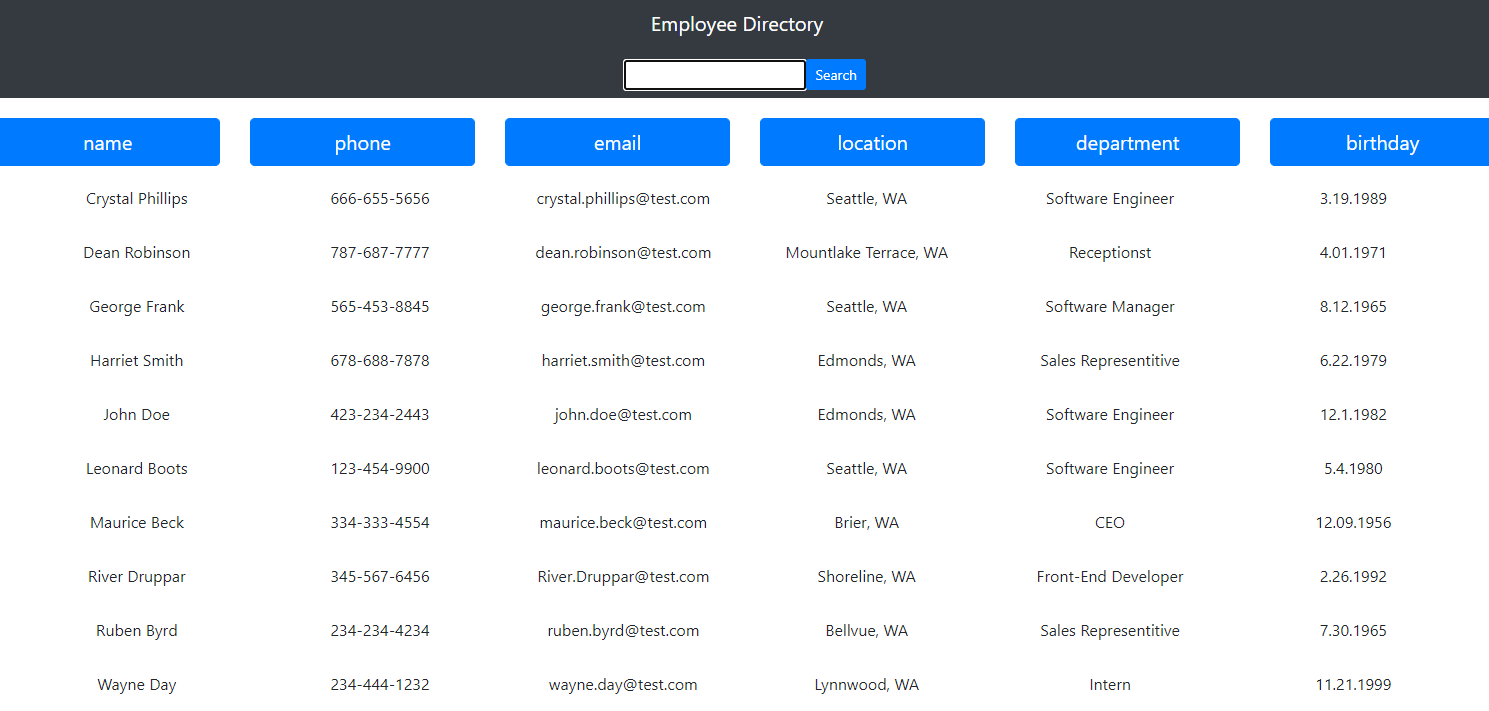 Employee Directory
Search
name phone email location department birthday
Crystal Phillips 666-655-5656 crystal.phillips@test.com Seattle, WA Software Engineer 3.19.1989
Dean Robinson 787-687-7777 dean.robinson@test.com Mountlake Terrace, WA Receptionst 4.01.1971
George Frank 565-453-8845 george.frank@test.com Seattle, WA Software Manager 8.12.1965
Harriet Smith 678-688-7878 harriet.smith@test.com Edmonds, WA Sales Representitive 6.22.1979
John Doe 423-234-2443 john.doe@test.com Edmonds, WA Software Engineer 12.1.1982
Leonard Boots 123-454-9900 leonard.boots@test.com Seattle, WA Software Engineer 5.4.1980
Maurice Beck 334-333-4554 maurice.beck@test.com Brier, WA CEO 12.09.1956
River Druppar 345-567-6456 River.Druppar@test.com Shoreline, WA Front-End Developer 2.26.1992
Ruben Byrd 234-234-4234 ruben.byrd@test.com Bellvue, WA Sales Representitive 7.30.1965
Wayne Day 234-444-1232 wayne.day@test.com Lynnwood, WA Intern 11.21.1999